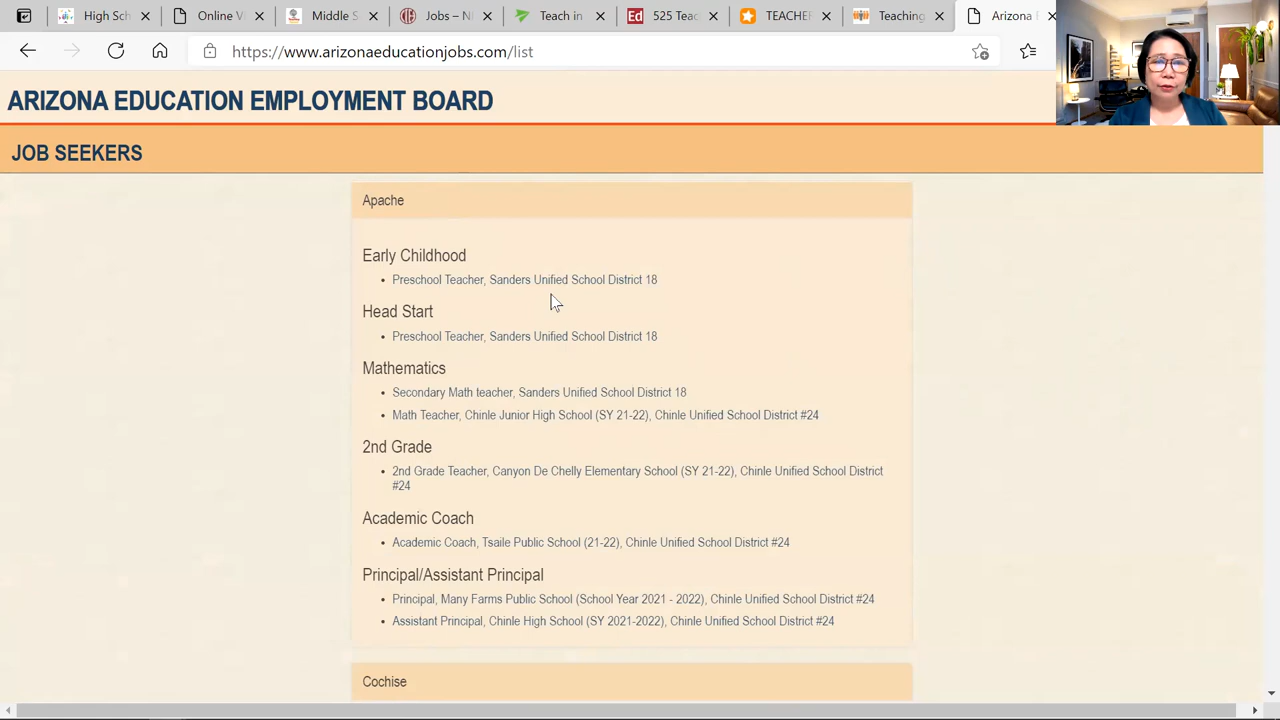 High Sch
Online Vi
Middle S
Jobs – NI
Teach in
525 Teac
TEACHER
Teaching
Arizona E
https://www.arizonaeducationjobs.com/list
ARIZONA EDUCATION EMPLOYMENT BOARD
JOB SEEKERS
Apache
Early Childhood
• Preschool Teacher, Sanders Unified School District 18
Head Start
• Preschool Teacher, Sanders Unified School District 18
Mathematics
• Secondary Math teacher, Sanders Unified School District 18
• Math Teacher, Chinle Junior High School (SY 21-22), Chinle Unified School District #24
2nd Grade
• 2nd Grade Teacher, Canyon De Chelly Elementary School (SY 21-22), Chinle Unified School District
#24
Academic Coach
• Academic Coach, Tsaile Public School (21-22), Chinle Unified School District #24
Principal/Assistant Principal
• Principal, Many Farms Public School (School Year 2021 - 2022), Chinle Unified School District #24
• Assistant Principal, Chinle High School (SY 2021-2022), Chinle Unified School District #24
Cochise